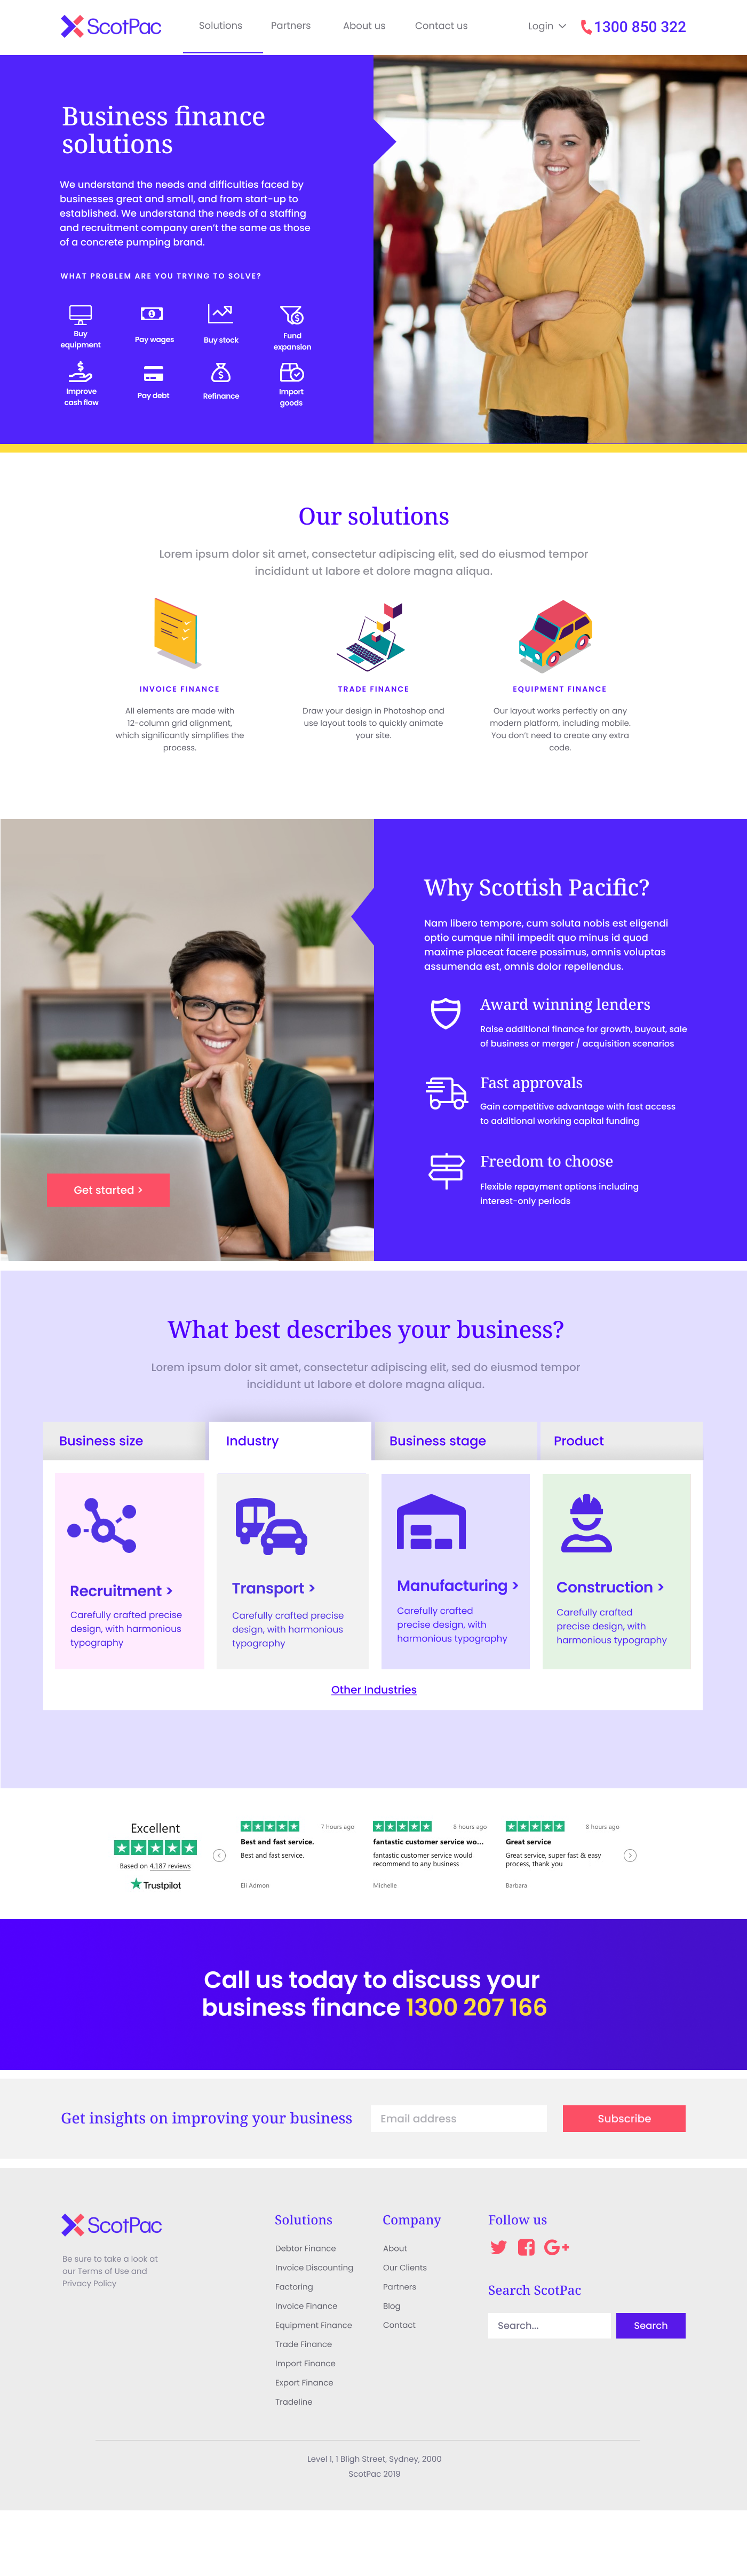 ScotPac
Solutions
Partners
About us
Contact us
Login
1300 850 322
Business finance
solutions
We understand the needs and difficulties faced by
businesses great and small, and from start-up to
established. We understand the needs of a staffing
and recruitment company aren't the same as those
of a concrete pumping brand.
WHAT PROBLEM ARE YOU TRYING TO SOLVE?
Buy
equipment
Pay wages
Buy stock
Fund
expansion
Improve
cash flow
Pay debt
Refinance
Import
goods
Our solutions
Lorem ipsum dolor sit amet, consectetur adipiscing elit, sed do eiusmod tempor
incididunt ut labore et dolore magna aliqua.
INVOICE FINANCE
All elements are made with
12-column grid alignment,
which significantly simplifies the
process.
TRADE FINANCE
Draw your design in Photoshop and
use layout tools to quickly animate
your site.
EQUIPMENT FINANCE
Our layout works perfectly on any
modern platform, including mobile.
You don't need to create any extra
code.
Get started >
Why Scottish Pacific?
Nam libero tempore, cum soluta nobis est eligendi
optio cumque nihil impedit quo minus id quod
maxime placeat facere possimus, omnis voluptas
assumenda est, omnis dolor repellendus.
Award winning lenders
Raise additional finance for growth, buyout, sale
of business or merger / acquisition scenarios
Fast approvals
Gain competitive advantage with fast access
to additional working capital funding
Freedom to choose
Flexible repayment options including
interest-only periods
What best describes your business?
Lorem ipsum dolor sit amet, consectetur adipiscing elit, sed do eiusmod tempor
incididunt ut labore et dolore magna aliqua.
Business size
Industry
Business stage
Product
Recruitment >
Carefully crafted precise
design, with harmonious
typography
Transport >
Carefully crafted precise
design, with harmonious
typography
Manufacturing >
Carefully crafted
precise design, with
harmonious typography
Construction >
Carefully crafted
precise design, with
harmonious typography
Other Industries
Excellent
Based on 4,187 reviews
Trustpilot
7 hours ago
Best and fast service.
Best and fast service.
Eli Admon
8 hours ago
fantastic customer service wo...
fantastic customer service would
recommend to any business
Michelle
8 hours ago
Great service
Great service, super fast & easy
process, thank you
Barbara
Call us today to discuss your
business finance 1300 207 166
Get insights on improving your business
Email address
Subscribe
ScotPac
Be sure to take a look at
our Terms of Use and
Privacy Policy
Solutions
Debtor Finance
Invoice Discounting
Factoring
Invoice Finance
Equipment Finance
Trade Finance
Import Finance
Export Finance
Tradeline
Company
About
Our Clients
Partners
Blog
Contact
Follow us
G+
Search ScotPac
Search...
Search
Level 1, 1 Bligh Street, Sydney, 2000
ScotPac 2019